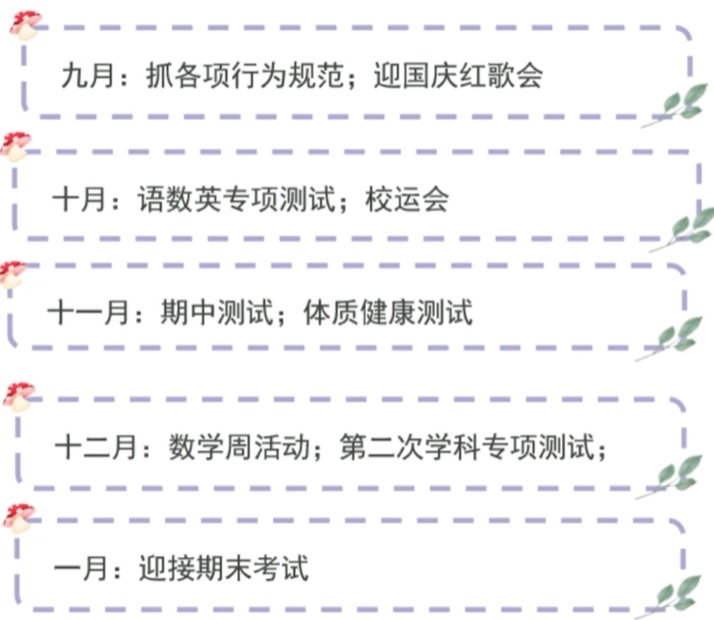 九月：抓各项行为规范；迎国庆红歌会
十月：语数英专项测试；校运会
十一月：期中测试；体质健康测试
十二月：数学周活动；第二次学科专项测试；
一月：迎接期末考试